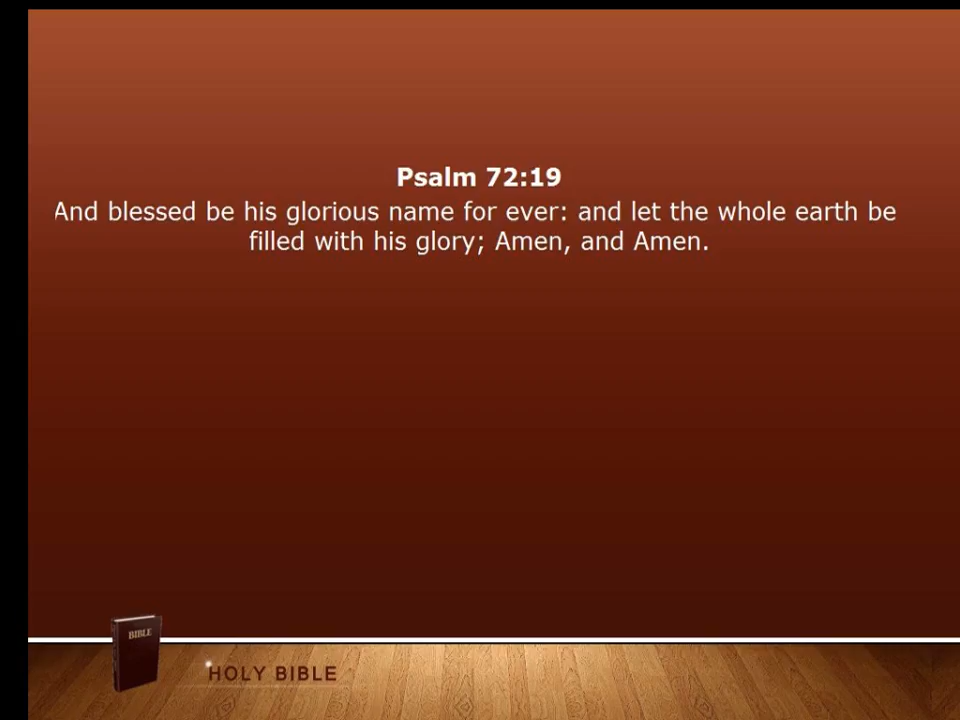 Psalm 72:19
And blessed be his glorious name for ever: and let the whole earth be
filled with his glory; Amen, and Amen.
BIBLE
HOLY BIBLE